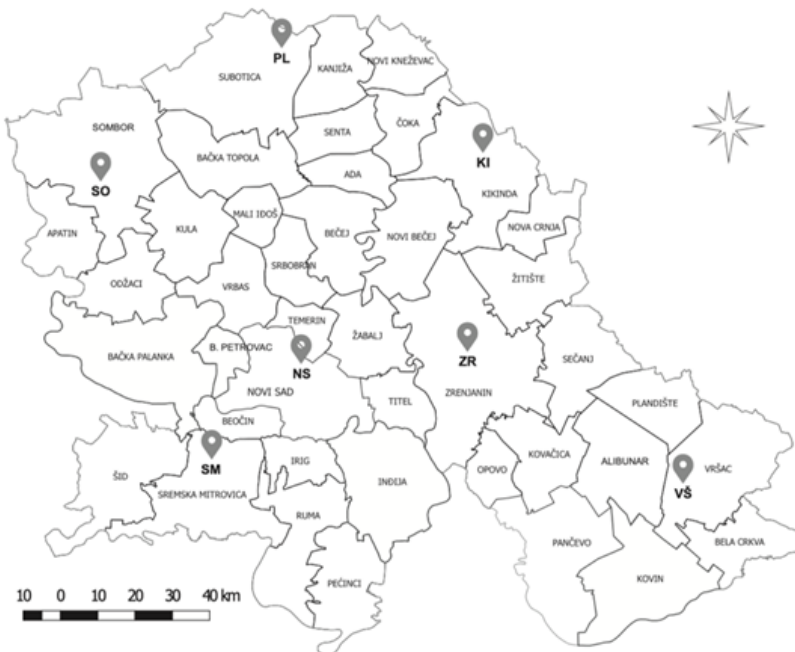 PL
SUBOTICA
KANJIŽA
NOVI KNEŽEVAC
SOMBOR
SENTA
ČOKA
BAČKA TOPOLA
KI
SO
ADA
KIKINDA
APATIN
KULA
MALI IĐOŠ
BEČEJ
NOVI BEČEJ
NOVA CRNJA
SRBOBRAN
ODŽACI
VRBAS
ŽITIŠTE
TEMERIN
ŽABALJ
BAČKA PALANKA
B. PETROVAC
NS
ZR
SEČANJ
NOVI SAD
TITEL
ZRENJANIN
PLANDIŠTE
BEOČIN
SM
IRIG
OPOVO
KOVAČICA
ALIBUNAR
VRŠAC
ŠID
SREMSKA MITROVICA
INĐIJA
VŠ
RUMA
PANČEVO
BELA CRKVA
PEĆINCI
KOVIN
10 0 10 20 30 40 km